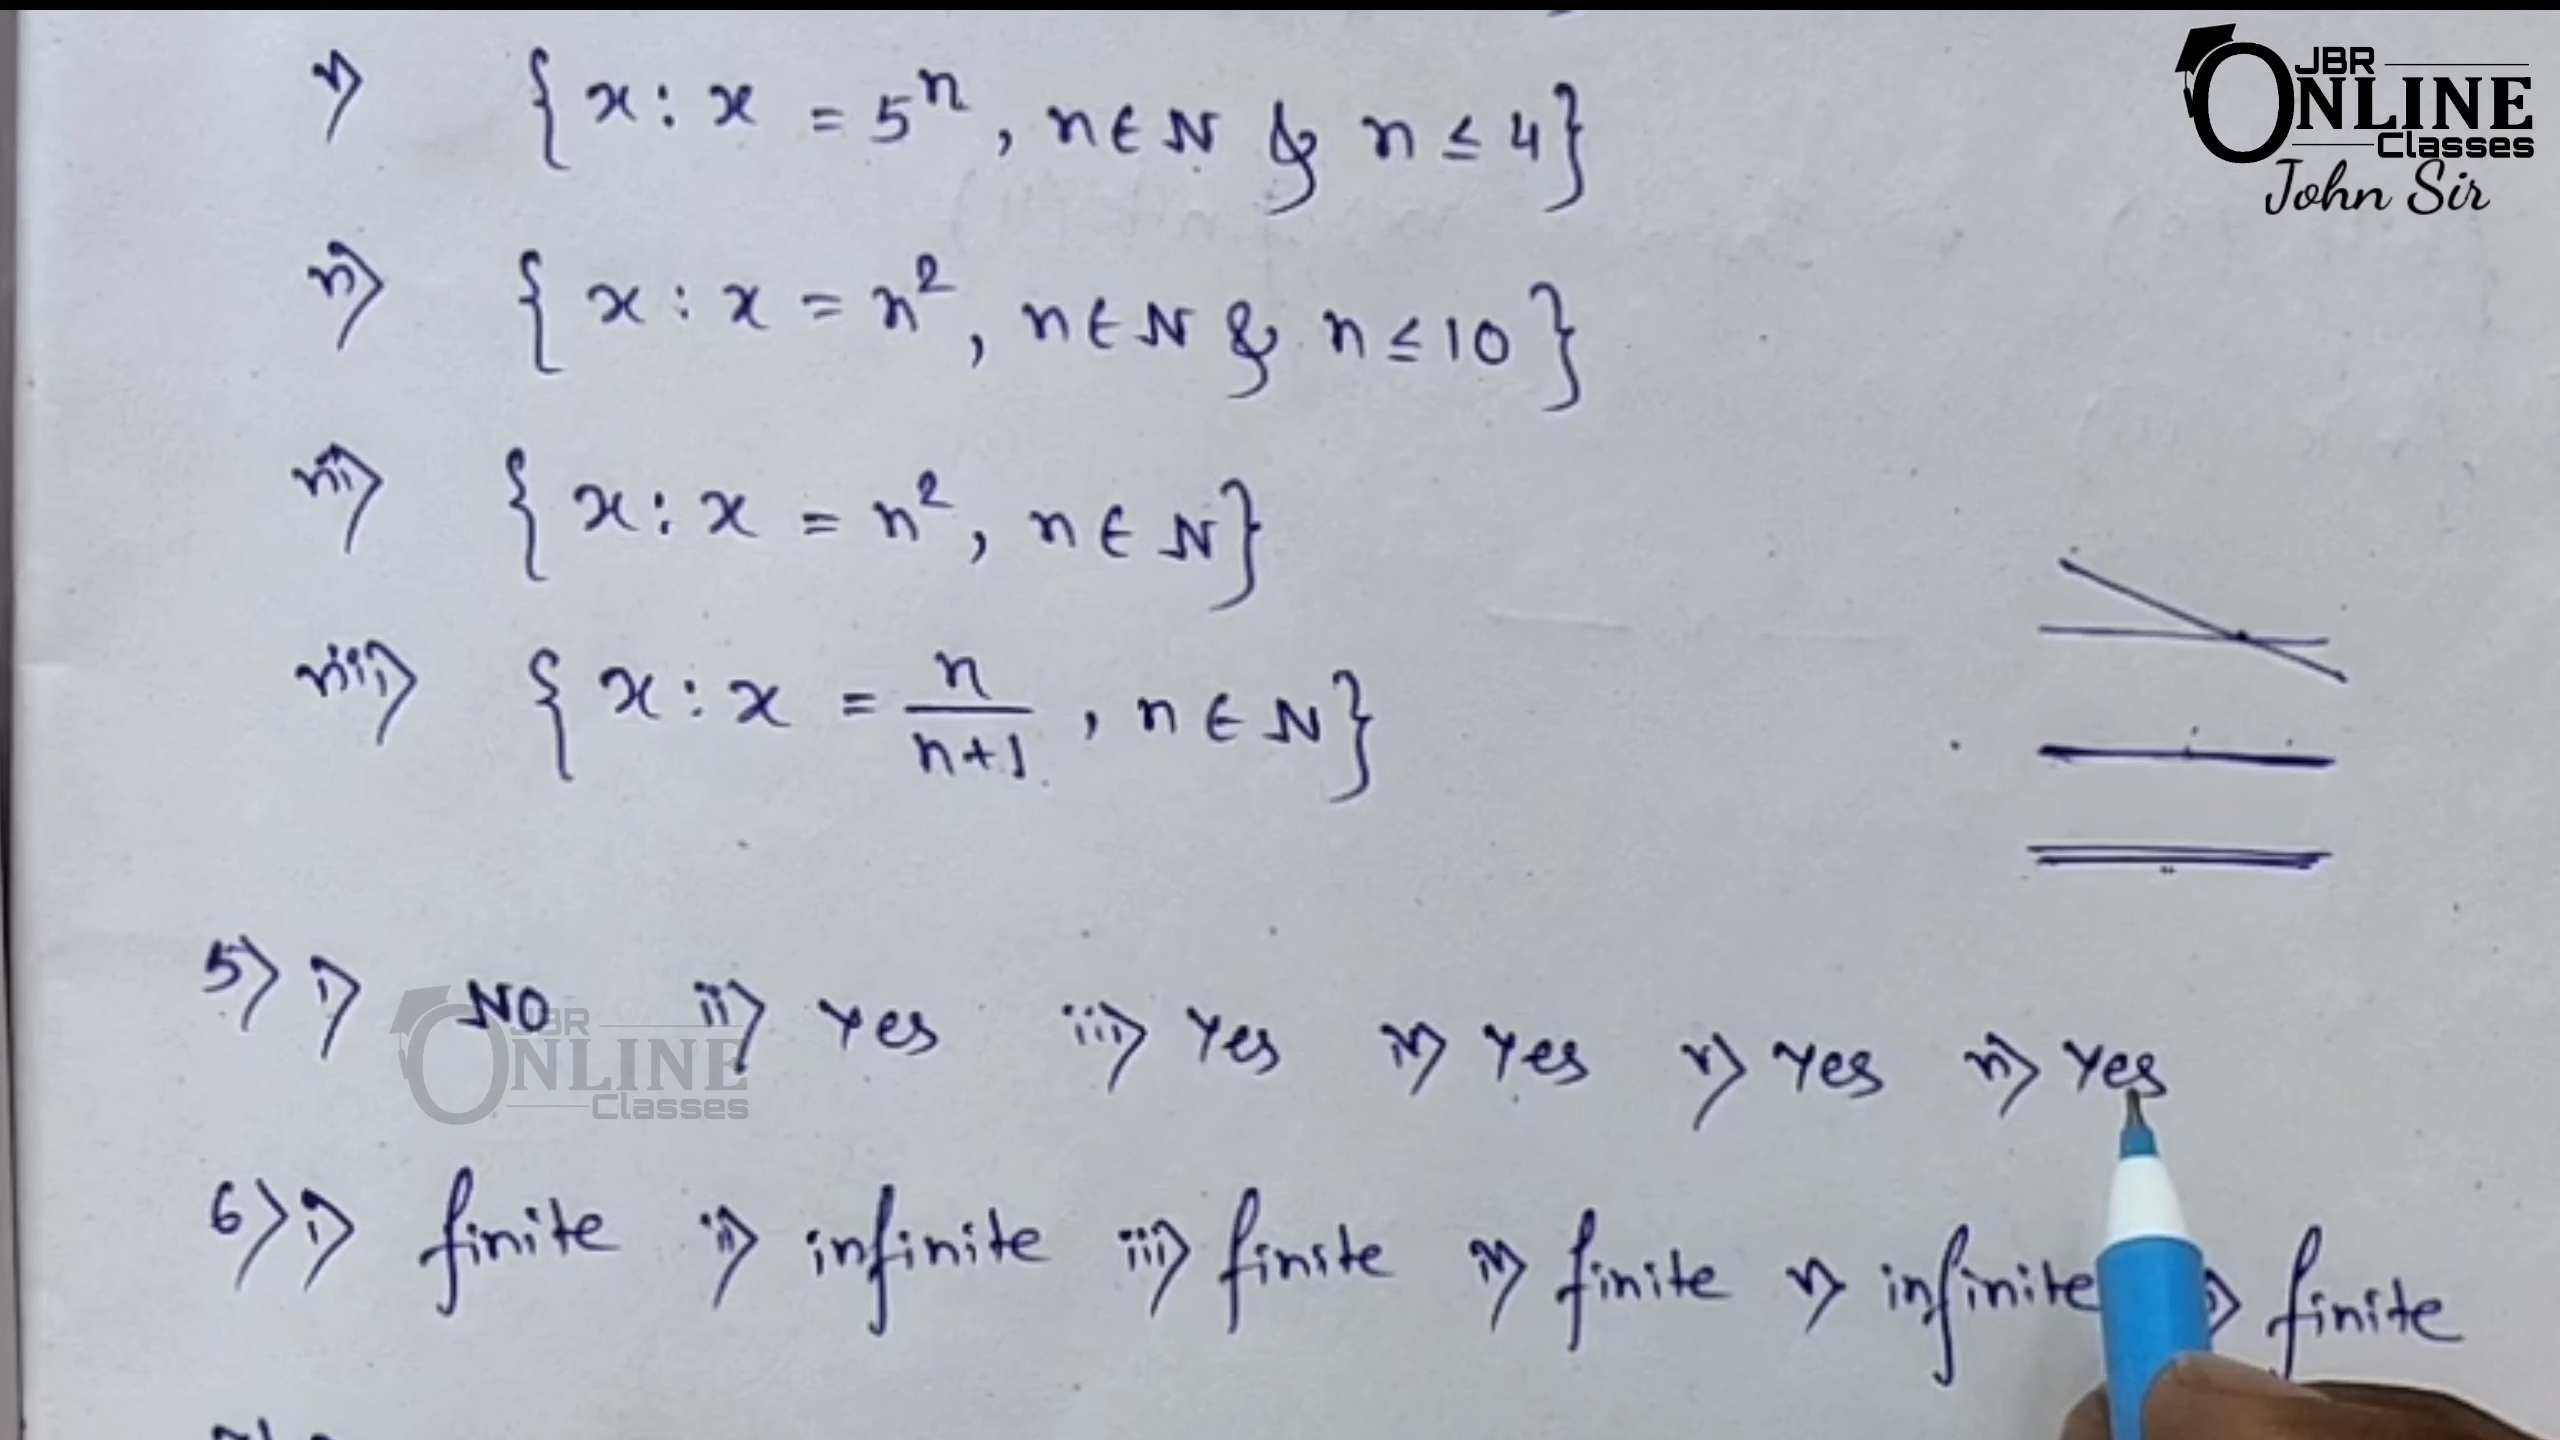 JBR
ONLINE
Classes
John Sir
v) {x : x = 5ⁿ, n ∈ N & n ≤ 4}
vi) {x : x = n², n ∈ N & n ≤ 10}
vii) {x : x = n², n ∈ N}
viii) {x : x = n/(n+1), n ∈ N}
5) i) NO ii) Yes iii) Yes iv) Yes v) Yes vi) Yes
JBR
ONLINE
Classes
6) i) finite ii) infinite iii) finite iv) finite v) infinite ) finite